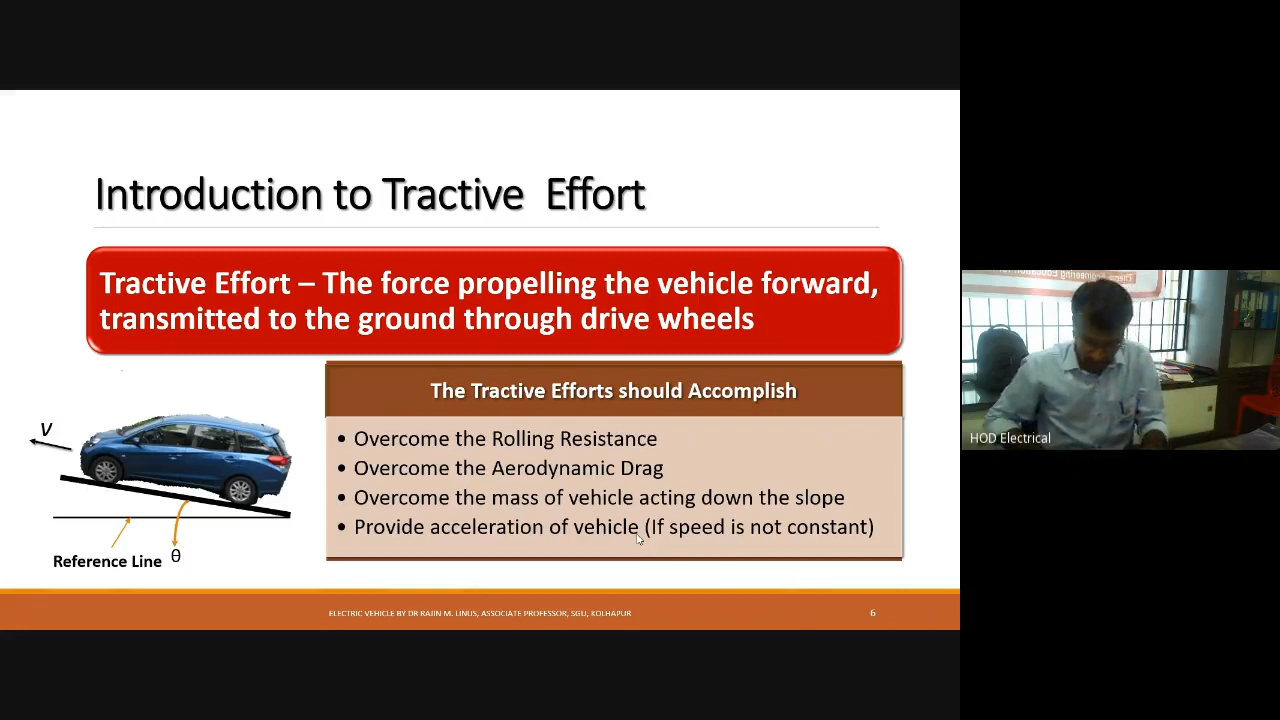 Introduction to Tractive Effort
Tractive Effort – The force propelling the vehicle forward,
transmitted to the ground through drive wheels
The Tractive Efforts should Accomplish
• Overcome the Rolling Resistance
• Overcome the Aerodynamic Drag
• Overcome the mass of vehicle acting down the slope
• Provide acceleration of vehicle (If speed is not constant)
V
θ
Reference Line
ELECTRIC VEHICLE BY DR RAJIN M. LINUS, ASSOCIATE PROFESSOR, SGU, KOLHAPUR
6
HOD Electrical